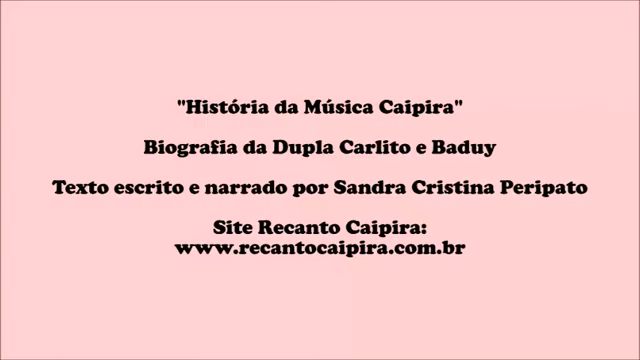 "História da Música Caipira"
Biografia da Dupla Carlito e Baduy
Texto escrito e narrado por Sandra Cristina Peripato
Site Recanto Caipira:
www.recantocaipira.com.br